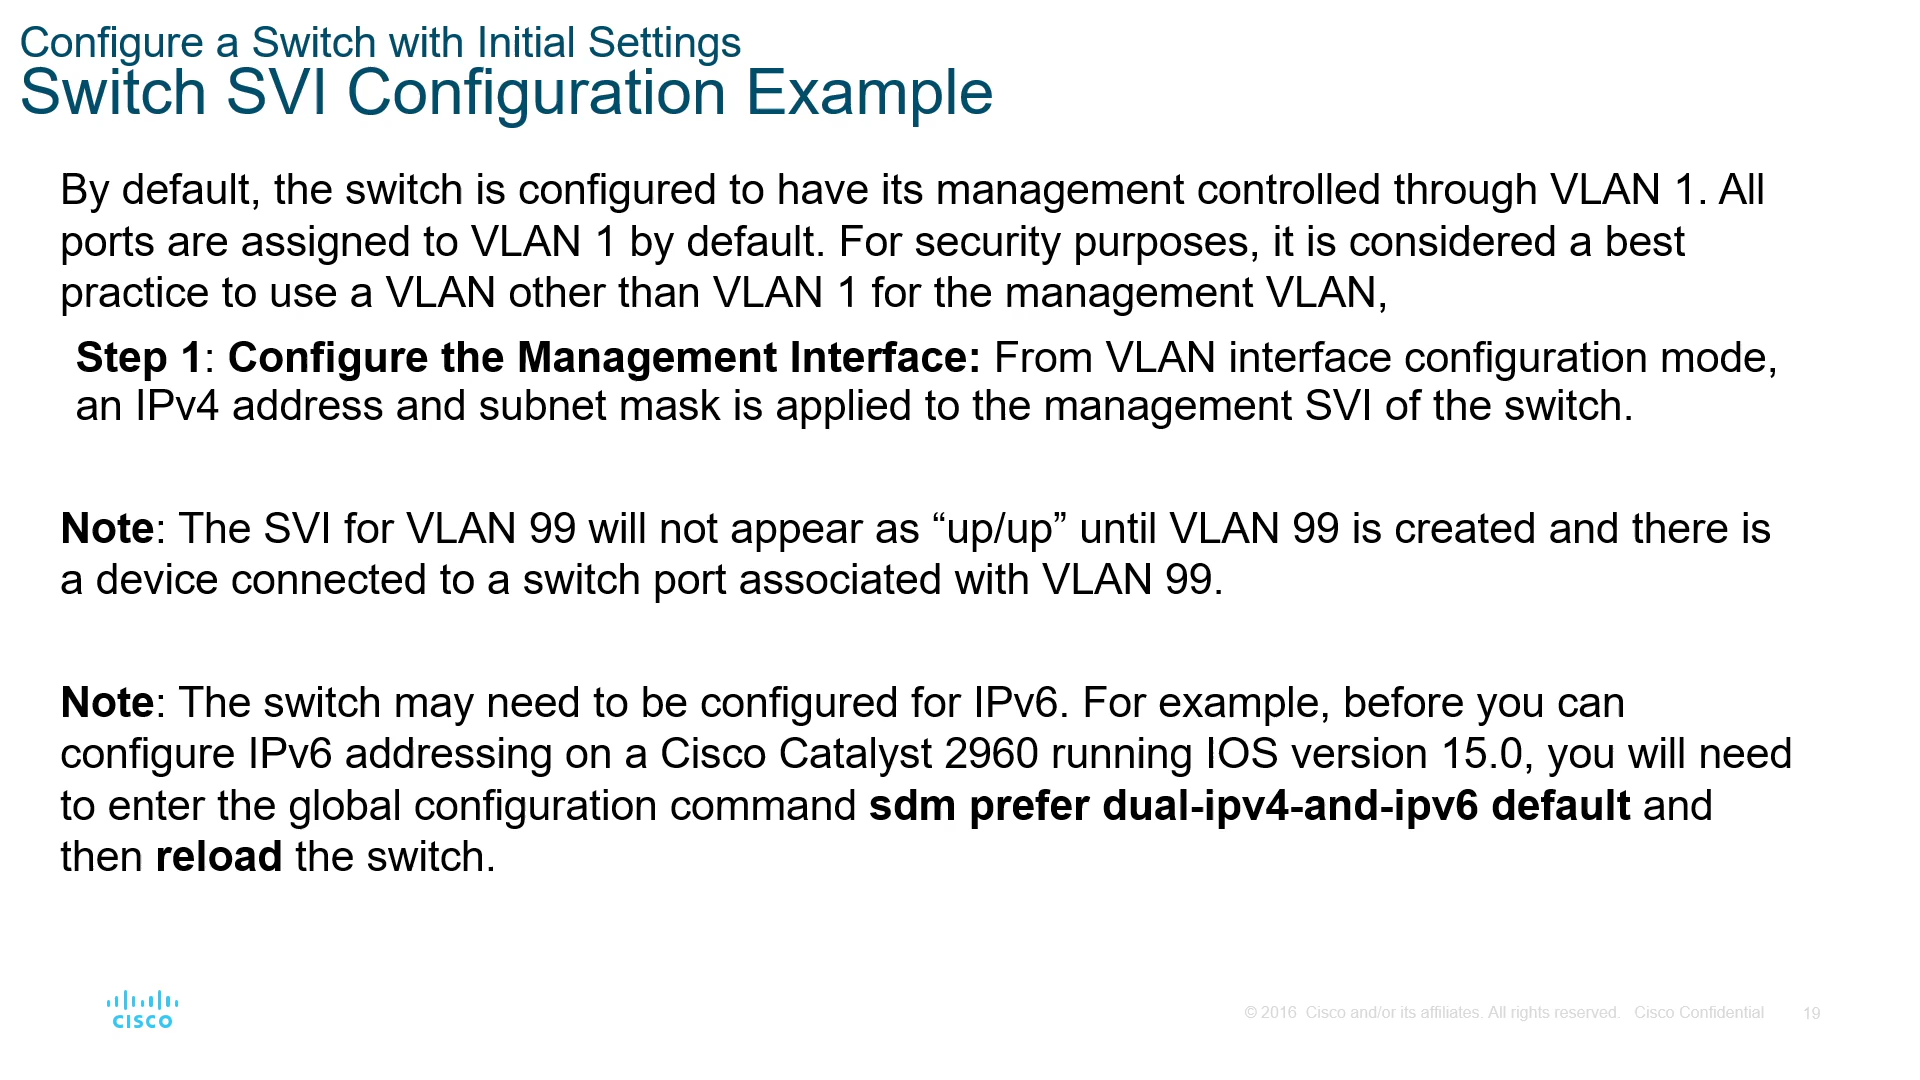 Configure a Switch with Initial Settings
Switch SVI Configuration Example
By default, the switch is configured to have its management controlled through VLAN 1. All
ports are assigned to VLAN 1 by default. For security purposes, it is considered a best
practice to use a VLAN other than VLAN 1 for the management VLAN,
Step 1: Configure the Management Interface: From VLAN interface configuration mode,
an IPv4 address and subnet mask is applied to the management SVI of the switch.
Note: The SVI for VLAN 99 will not appear as “up/up” until VLAN 99 is created and there is
a device connected to a switch port associated with VLAN 99.
Note: The switch may need to be configured for IPv6. For example, before you can
configure IPv6 addressing on a Cisco Catalyst 2960 running IOS version 15.0, you will need
to enter the global configuration command sdm prefer dual-ipv4-and-ipv6 default and
then reload the switch.
CISCO
© 2016 Cisco and/or its affiliates. All rights reserved. Cisco Confidential 19